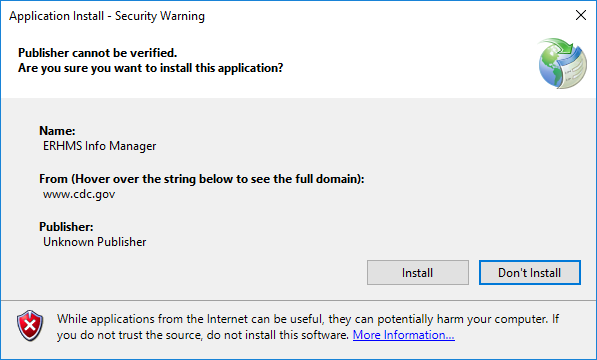 Application Install - Security Warning
Publisher cannot be verified.
Are you sure you want to install this application?
Name:
ERHMS Info Manager
From (Hover over the string below to see the full domain):
www.cdc.gov
Publisher:
Unknown Publisher
Install
Don't Install
While applications from the Internet can be useful, they can potentially harm your computer. If
you do not trust the source, do not install this software. More Information...